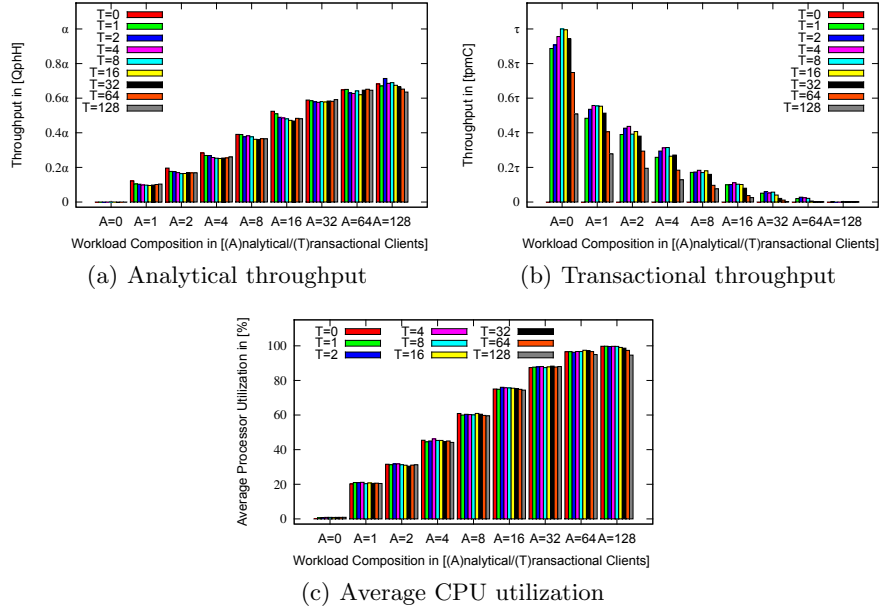 Throughput in [QphH]
α
0.8α
0.6α
0.4α
0.2α
0
T=0
T=1
T=2
T=4
T=8
T=16
T=32
T=64
T=128
A=0 A=1 A=2 A=4 A=8 A=16 A=32 A=64 A=128
Workload Composition in [(A)nalytical/(T)ransactional Clients]
(a) Analytical throughput
Throughput in [tpmC]
τ
0.8τ
0.6τ
0.4τ
0.2τ
0
T=0
T=1
T=2
T=4
T=8
T=16
T=32
T=64
T=128
A=0 A=1 A=2 A=4 A=8 A=16 A=32 A=64 A=128
Workload Composition in [(A)nalytical/(T)ransactional Clients]
(b) Transactional throughput
Average Processor Utilization in [%]
100
80
60
40
20
0
T=0 T=4 T=32
T=1 T=8 T=64
T=2 T=16 T=128
A=0 A=1 A=2 A=4 A=8 A=16 A=32 A=64 A=128
Workload Composition in [(A)nalytical/(T)ransactional Clients]
(c) Average CPU utilization